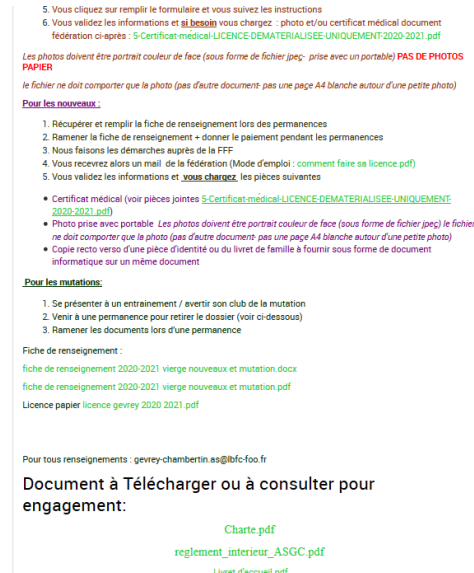 5. Vous cliquez sur remplir le formulaire et vous suivez les instructions
6. Vous validez les informations et si besoin vous chargez : photo et/ou certificat médical document
fédération ci-après : 5-Certificat-médical-LICENCE-DEMATERIALISEE-UNIQUEMENT-2020-2021.pdf
Les photos doivent être portrait couleur de face (sous forme de fichier jpeg- prise avec un portable) PAS DE PHOTOS
PAPIER
le fichier ne doit comporter que la photo (pas d'autre document- pas une page A4 blanche autour d'une petite photo)
Pour les nouveaux :
1. Récupérer et remplir la fiche de renseignement lors des permanences
2. Ramener la fiche de renseignement + donner le paiement pendant les permanences
3. Nous faisons les démarches auprès de la FFF
4. Vous recevrez alors un mail de la fédération (Mode d'emploi : comment faire sa licence.pdf)
5. Vous validez les informations et vous chargez les pièces suivantes
• Certificat médical (voir pièces jointes 5-Certificat-médical-LICENCE-DEMATERIALISEE-UNIQUEMENT-
2020-2021.pdf)
• Photo prise avec portable Les photos doivent être portrait couleur de face (sous forme de fichier jpeg) le fichier
ne doit comporter que la photo (pas d'autre document- pas une page A4 blanche autour d'une petite photo)
• Copie recto verso d'une pièce d'identité ou du livret de famille à fournir sous forme de document
informatique sur un même document
Pour les mutations:
1. Se présenter à un entrainement / avertir son club de la mutation
2. Venir à une permanence pour retirer le dossier (voir ci-dessous)
3. Ramener les documents lors d'une permanence
Fiche de renseignement :
fiche de renseignement 2020-2021 vierge nouveaux et mutation.docx
fiche de renseignement 2020-2021 vierge nouveaux et mutation.pdf
Licence papier licence gevrey 2020 2021.pdf
Pour tous renseignements : gevrey-chambertin.as@lbfc-foo.fr
Document à Télécharger ou à consulter pour
engagement:
Charte.pdf
reglement_interieur_ASGC.pdf
Livret d'accueil.pdf